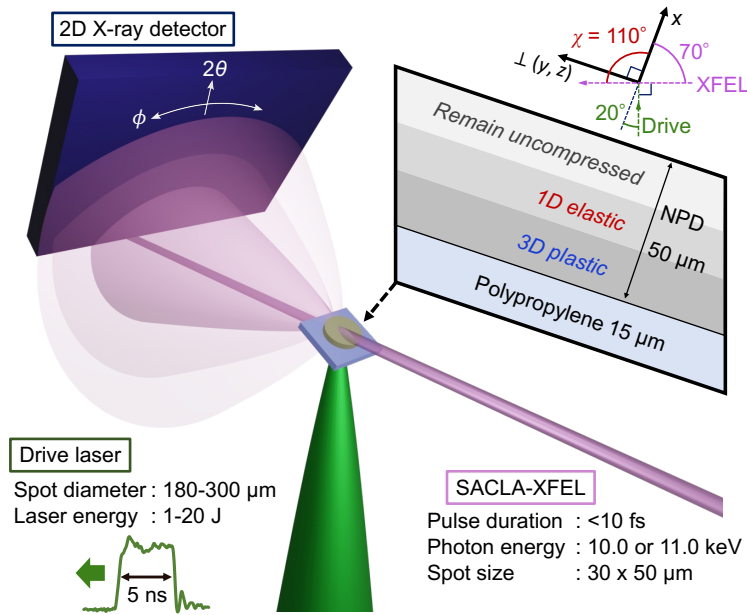 2D X-ray detector
2θ
ϕ
x
χ = 110°
70°
⊥ (y, z)
XFEL
20°
Drive
Remain uncompressed
1D elastic
NPD
50 μm
3D plastic
Polypropylene 15 μm
Drive laser
Spot diameter : 180-300 μm
Laser energy : 1-20 J
5 ns
SACLA-XFEL
Pulse duration : <10 fs
Photon energy : 10.0 or 11.0 keV
Spot size : 30 x 50 μm